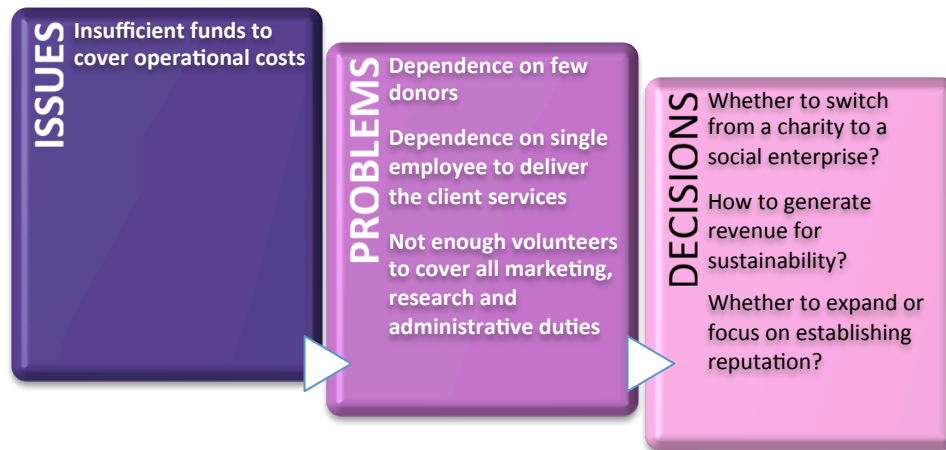 ISSUES
Insufficient funds to
cover operational costs
PROBLEMS
Dependence on few
donors
Dependence on single
employee to deliver
the client services
Not enough volunteers
to cover all marketing,
research and
administrative duties
DECISIONS
Whether to switch
from a charity to a
social enterprise?
How to generate
revenue for
sustainability?
Whether to expand or
focus on establishing
reputation?